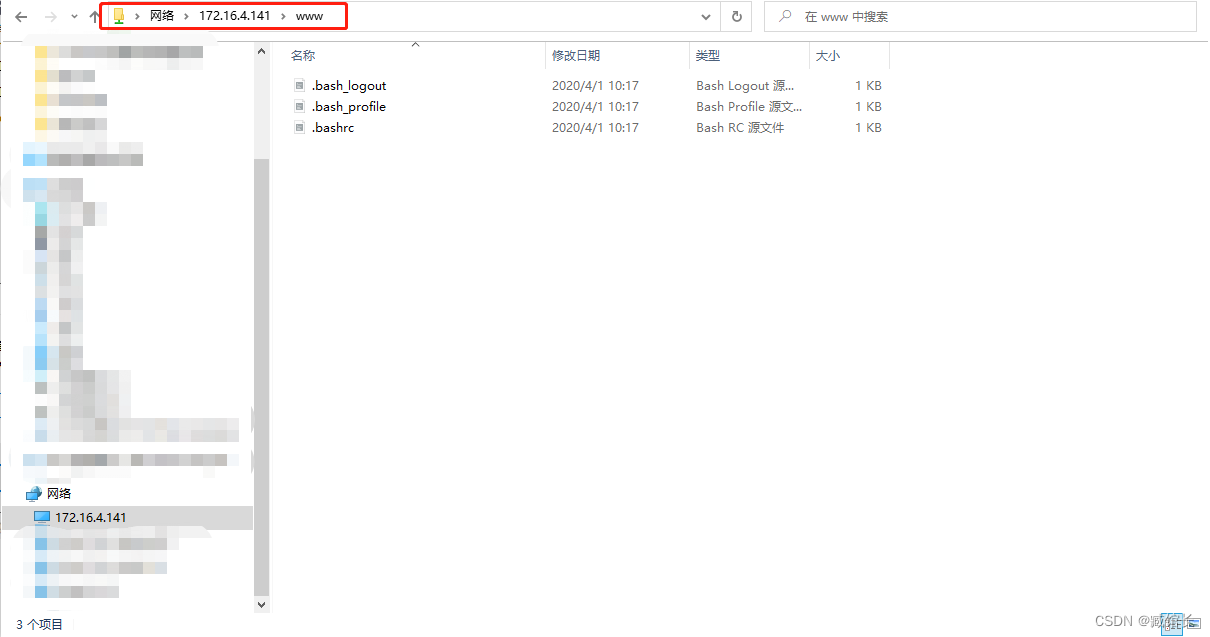 网络 › 172.16.4.141 › www
在 www 中搜索
名称 修改日期 类型 大小
.bash_logout 2020/4/1 10:17 Bash Logout 源... 1 KB
.bash_profile 2020/4/1 10:17 Bash Profile 源文... 1 KB
.bashrc 2020/4/1 10:17 Bash RC 源文件 1 KB
网络
172.16.4.141
3 个项目
CSDN